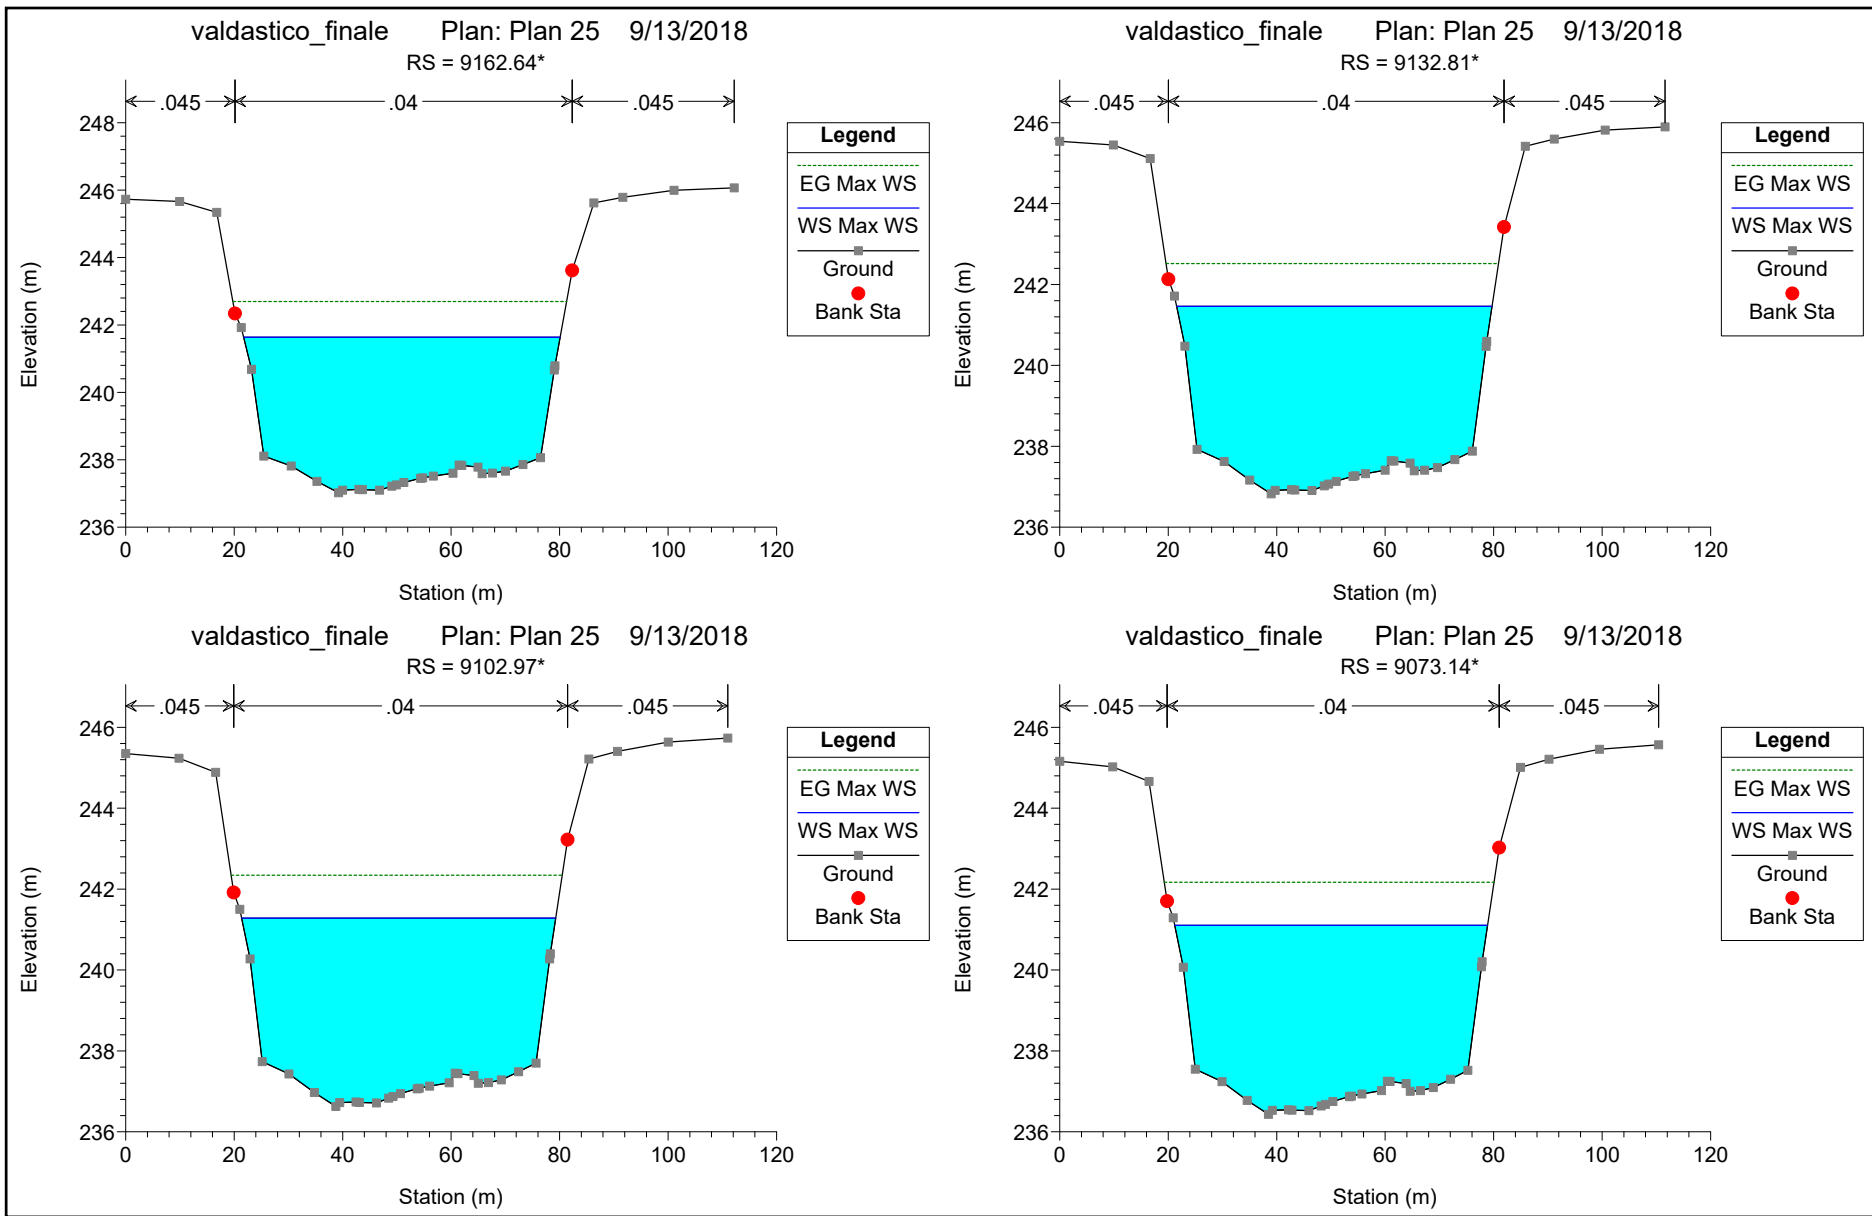 valdastico_finale Plan: Plan 25 9/13/2018
RS = 9162.64*
.045 .04 .045
248
246
244
242
240
238
236
0 20 40 60 80 100 120
Elevation (m)
Station (m)
Legend
EG Max WS
WS Max WS
Ground
Bank Sta
valdastico_finale Plan: Plan 25 9/13/2018
RS = 9132.81*
.045 .04 .045
246
244
242
240
238
236
0 20 40 60 80 100 120
Elevation (m)
Station (m)
Legend
EG Max WS
WS Max WS
Ground
Bank Sta
valdastico_finale Plan: Plan 25 9/13/2018
RS = 9102.97*
.045 .04 .045
246
244
242
240
238
236
0 20 40 60 80 100 120
Elevation (m)
Station (m)
Legend
EG Max WS
WS Max WS
Ground
Bank Sta
valdastico_finale Plan: Plan 25 9/13/2018
RS = 9073.14*
.045 .04 .045
246
244
242
240
238
236
0 20 40 60 80 100 120
Elevation (m)
Station (m)
Legend
EG Max WS
WS Max WS
Ground
Bank Sta